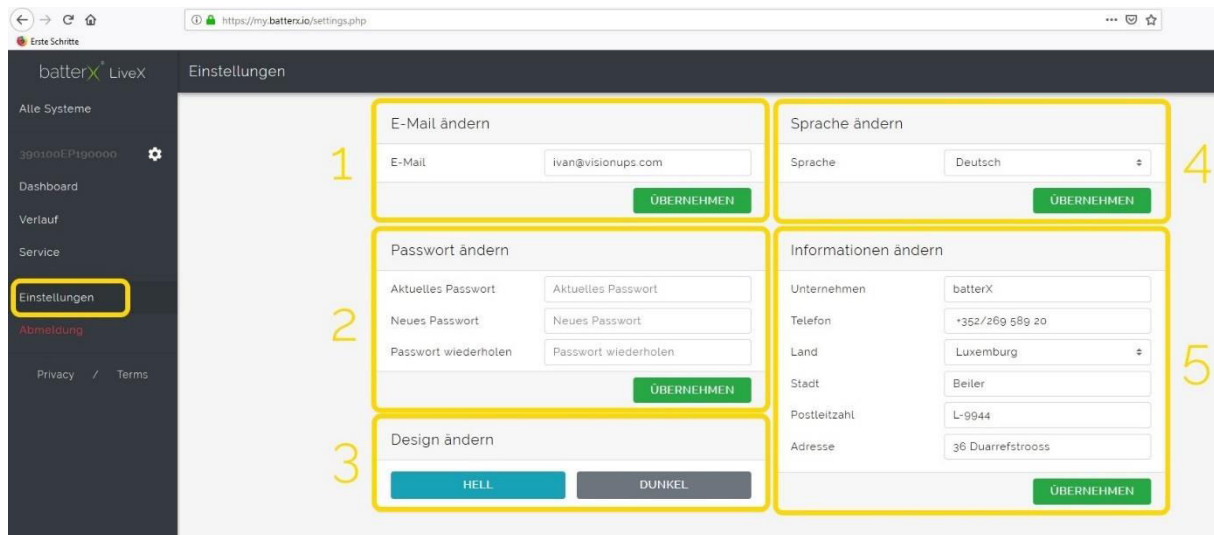 https://my.batterx.io/settings.php
Erste Schritte
batterX® LiveX
Einstellungen
Alle Systeme
390100EP190000
Dashboard
Verlauf
Service
Einstellungen
Abmeldung
Privacy / Terms
1
E-Mail ändern
E-Mail ivan@visionups.com
ÜBERNEHMEN
2
Passwort ändern
Aktuelles Passwort Aktuelles Passwort
Neues Passwort Neues Passwort
Passwort wiederholen Passwort wiederholen
ÜBERNEHMEN
3
Design ändern
HELL DUNKEL
4
Sprache ändern
Sprache Deutsch
ÜBERNEHMEN
5
Informationen ändern
Unternehmen batterX
Telefon +352/269 589 20
Land Luxemburg
Stadt Beiler
Postleitzahl L-9944
Adresse 36 Duarrefstrooss
ÜBERNEHMEN